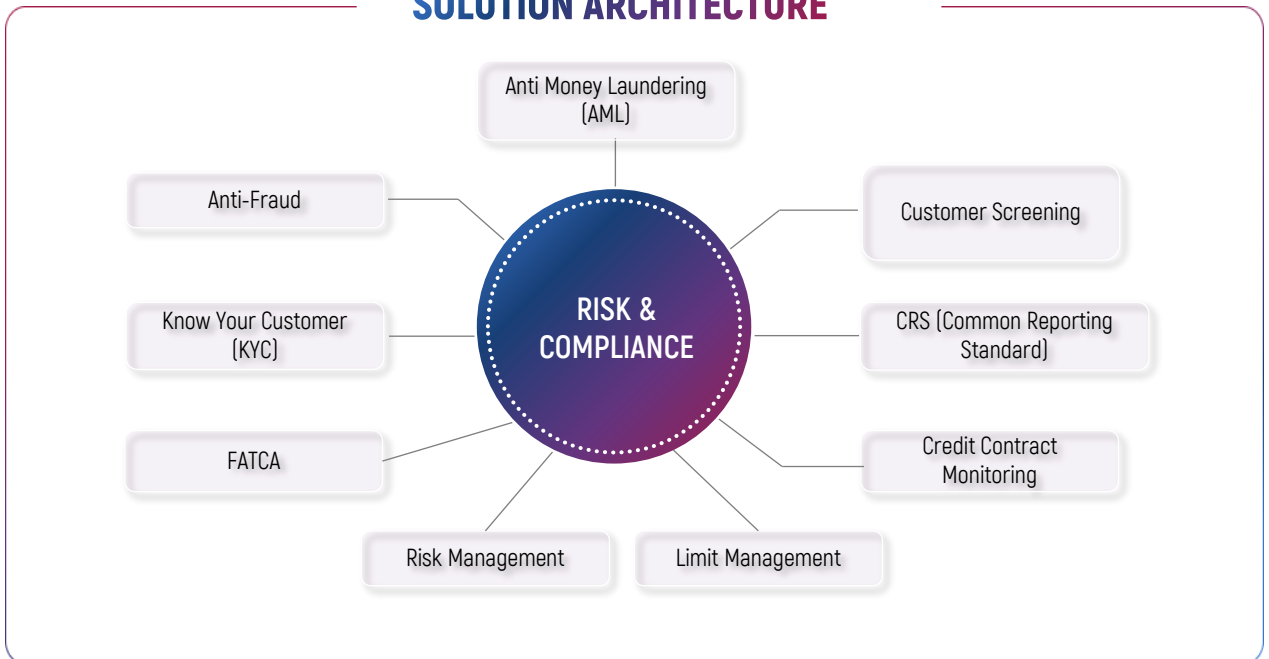 SOLUTION ARCHITECTURE
Anti Money Laundering
(AML)
Anti-Fraud
Customer Screening
RISK &
COMPLIANCE
Know Your Customer
(KYC)
CRS (Common Reporting
Standard)
FATCA
Credit Contract
Monitoring
Risk Management
Limit Management